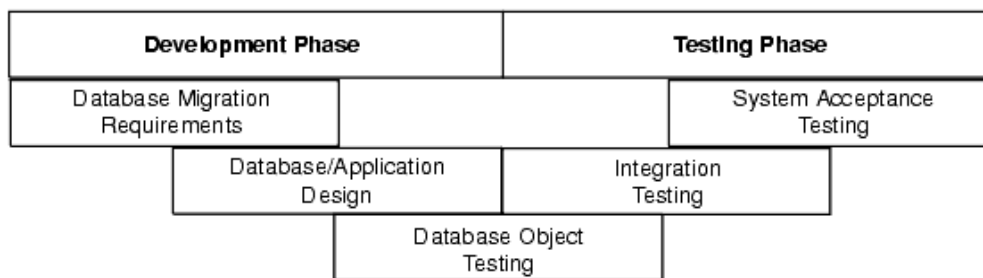 Development Phase
Testing Phase
Database Migration
Requirements
System Acceptance
Testing
Database/Application
Design
Integration
Testing
Database Object
Testing